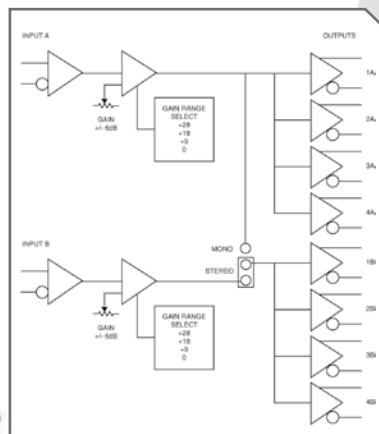 INPUT A
OUTPUTS
1A
2A
3A
4A
GAIN
+/- 6dB
GAIN RANGE
SELECT
+28
+18
+9
0
INPUT B
MONO
STEREO
1B
2B
3B
4B
GAIN
+/- 6dB
GAIN RANGE
SELECT
+28
+18
+9
0